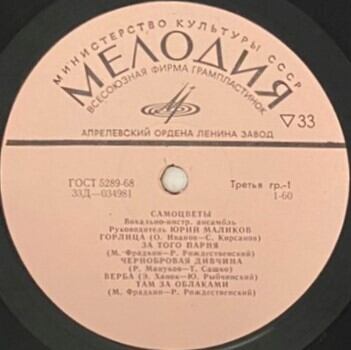 МИНИСТЕРСТВО КУЛЬТУРЫ СССР
МЕЛОДИЯ
ВСЕСОЮЗНАЯ ФИРМА ГРАМПЛАСТИНОК
АПРЕЛЕВСКИЙ ОРДЕНА ЛЕНИНА ЗАВОД
▽33
ГОСТ 5289-68
33Д—034981
Третья гр.-1
1-60
САМОЦВЕТЫ
Вокально-инстр. ансамбль
Руководитель ЮРИЙ МАЛИКОВ
ГОРЛИЦА (О. Иванов—С. Кирсанов)
ЗА ТОГО ПАРНЯ
(М. Фрадкин—Р. Рождественский)
ЧЕРНОБРОВАЯ ДИВЧИНА
(Р. Мануков—Т. Сашко)
ВЕРБА (Э. Ханок—Ю. Рыбчинский)
ТАМ ЗА ОБЛАКАМИ
(М. Фрадкин—Р. Рождественский)